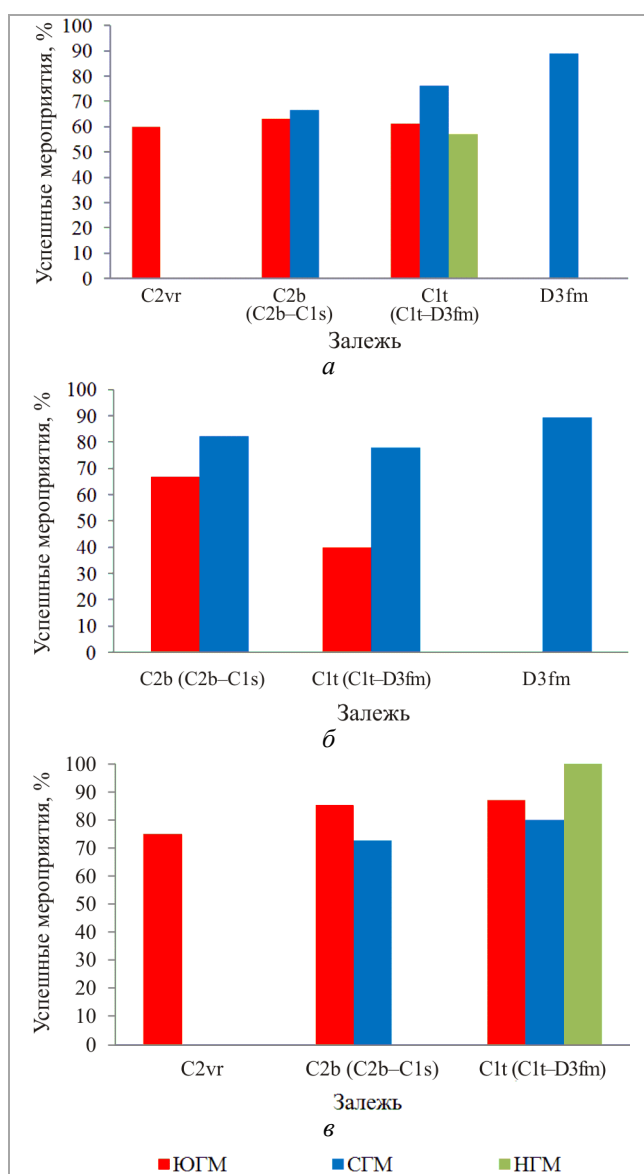 Успешные мероприятия, %
100
90
80
70
60
50
40
30
20
10
0
C2vr C2b C1t D3fm
(C2b–C1s) (C1t–D3fm)
Залежь
а
Успешные мероприятия, %
100
90
80
70
60
50
40
30
20
10
0
C2b (C2b–C1s) C1t (C1t–D3fm) D3fm
Залежь
б
Успешные мероприятия, %
100
90
80
70
60
50
40
30
20
10
0
C2vr C2b (C2b–C1s) C1t (C1t–D3fm)
Залежь
в
ЮГМ СГМ НГМ